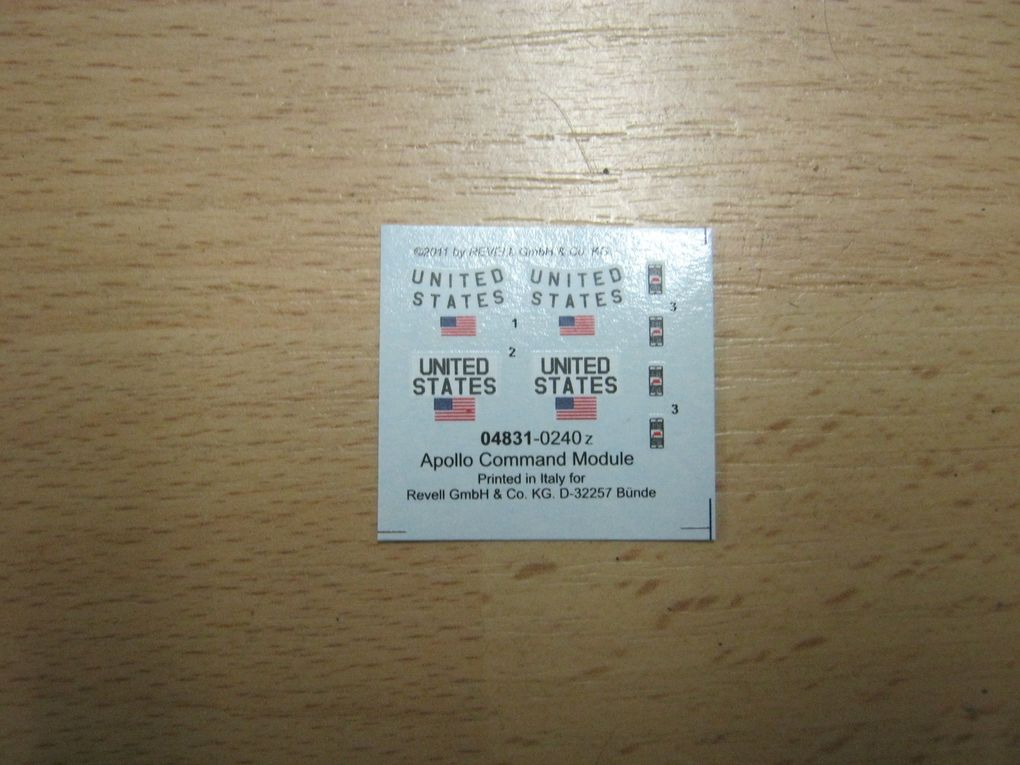 ©2011 by REVELL GmbH & Co. KG
UNITED UNITED
STATES STATES
3
1
2
UNITED UNITED
STATES STATES
3
04831-0240 z
Apollo Command Module
Printed in Italy for
Revell GmbH & Co. KG. D-32257 Bünde